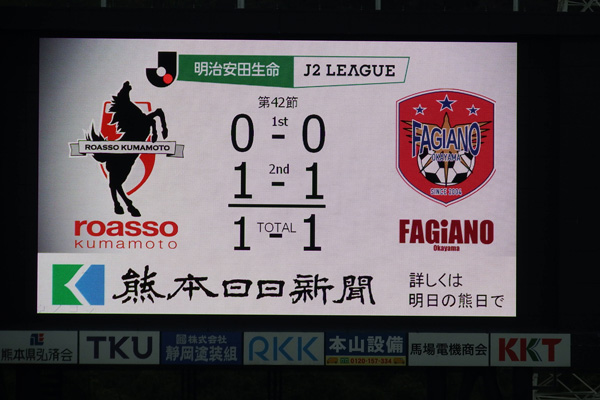 明治安田生命 J2 LEAGUE
第42節
0 1st 0
-
ROASSO KUMAMOTO
1 2nd - 1
1 TOTAL - 1
FAGIANO
OKAYAMA
SINCE 2004
roasso
kumamoto
FAGiANO
Okayama
熊本日日新聞
詳しくは
明日の熊日で
熊本県弘済会
TKU
株式会社
静岡塗装組
RKK
本山設備
0120-167-334
馬場電機商会
KKT